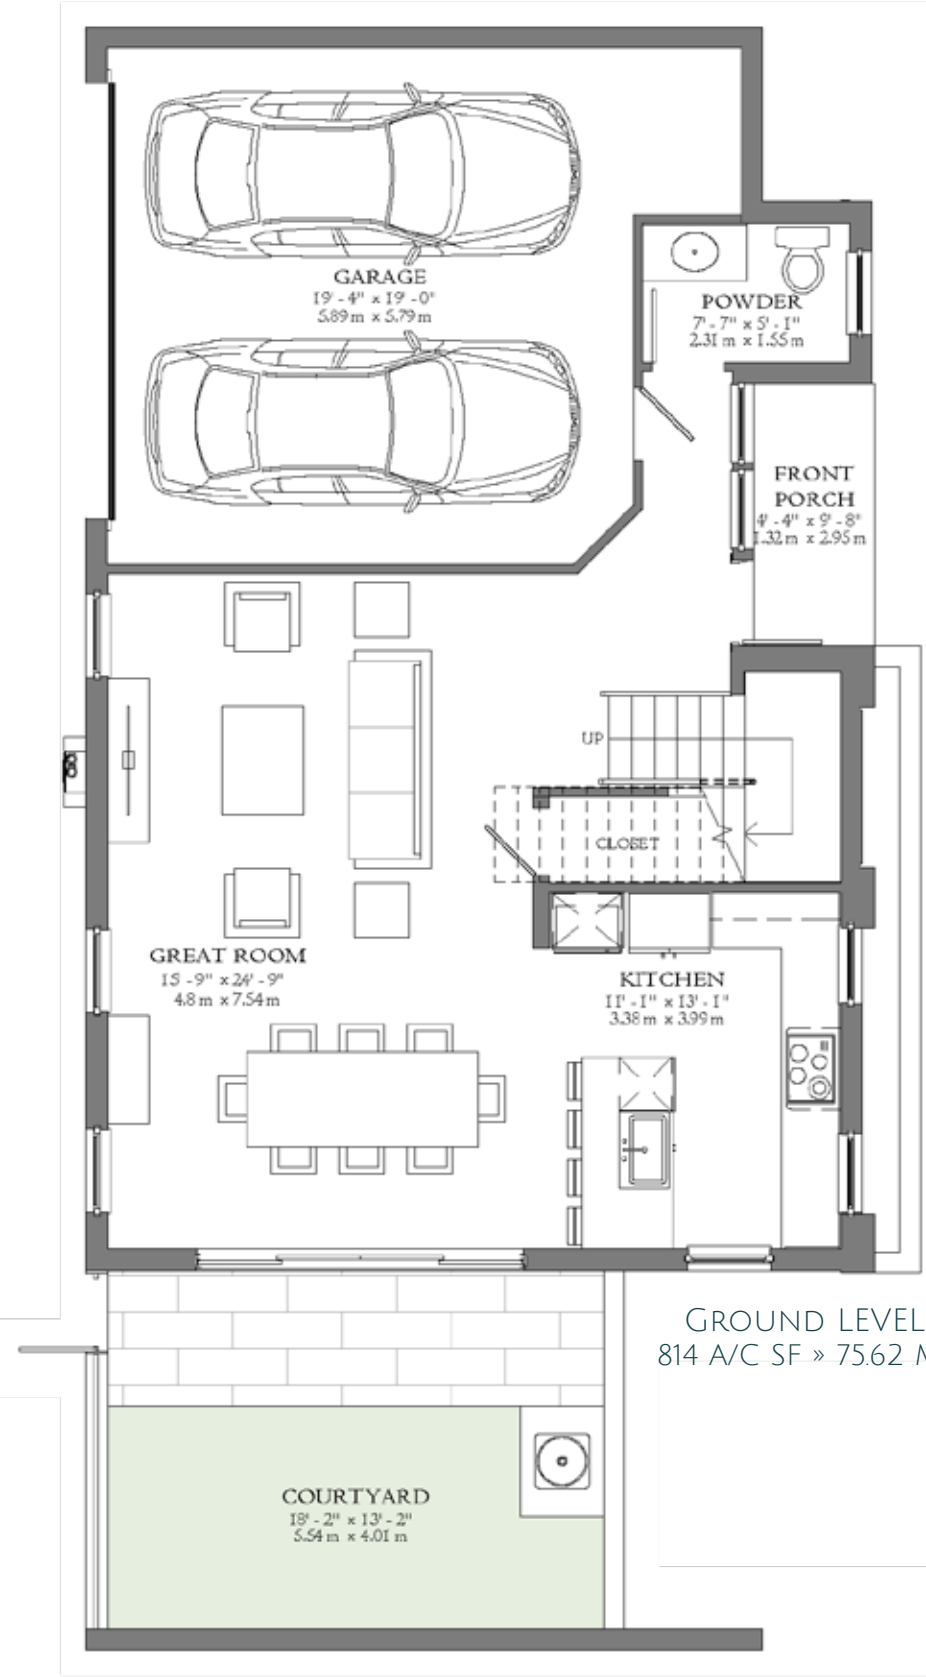 GARAGE
19' - 4" x 19' - 0"
5.89 m x 5.79 m
POWDER
7' - 7" x 5' - 1"
2.31 m x 1.55 m
FRONT
PORCH
4' - 4" x 9' - 8"
1.32 m x 2.95 m
UP
CLOSET
GREAT ROOM
15' - 9" x 24' - 9"
4.8 m x 7.54 m
KITCHEN
11' - 1" x 13' - 1"
3.38 m x 3.99 m
GROUND LEVEL
814 A/C SF » 75.62 M
COURTYARD
18' - 2" x 13' - 2"
5.54 m x 4.01 m